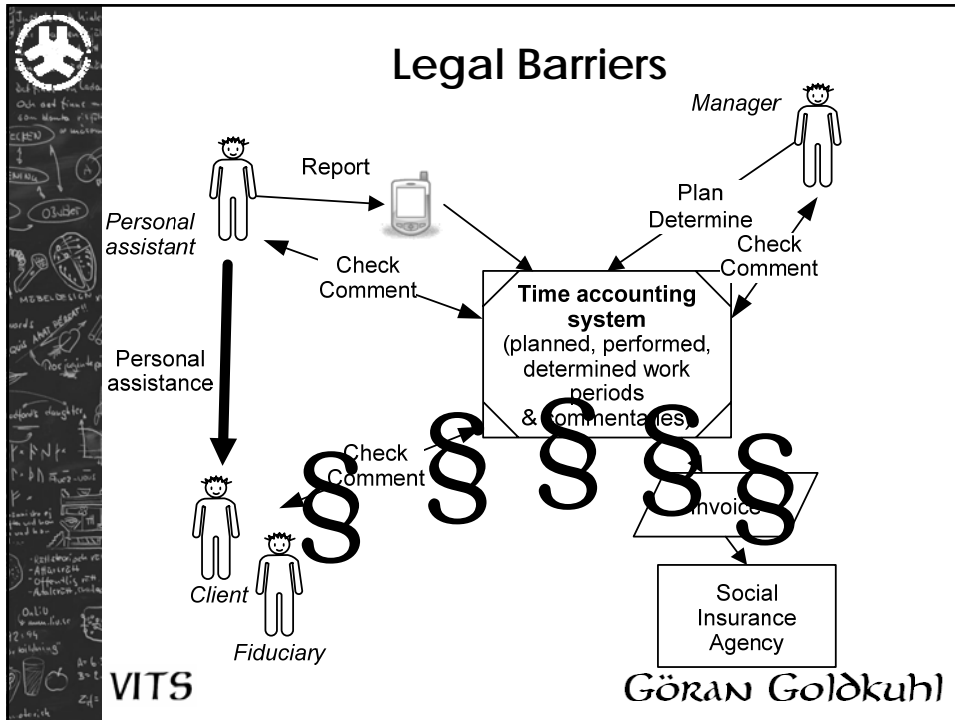 Legal Barriers
Manager
Report
Plan
Determine
Personal
assistant
Check
Comment
Check
Comment
Time accounting
system
(planned, performed,
determined work
periods
& commentaries)
Personal
assistance
Check
Comment
§ § § § §
Invoice
Client
Fiduciary
Social
Insurance
Agency
VITS
Göran Goldkuhl